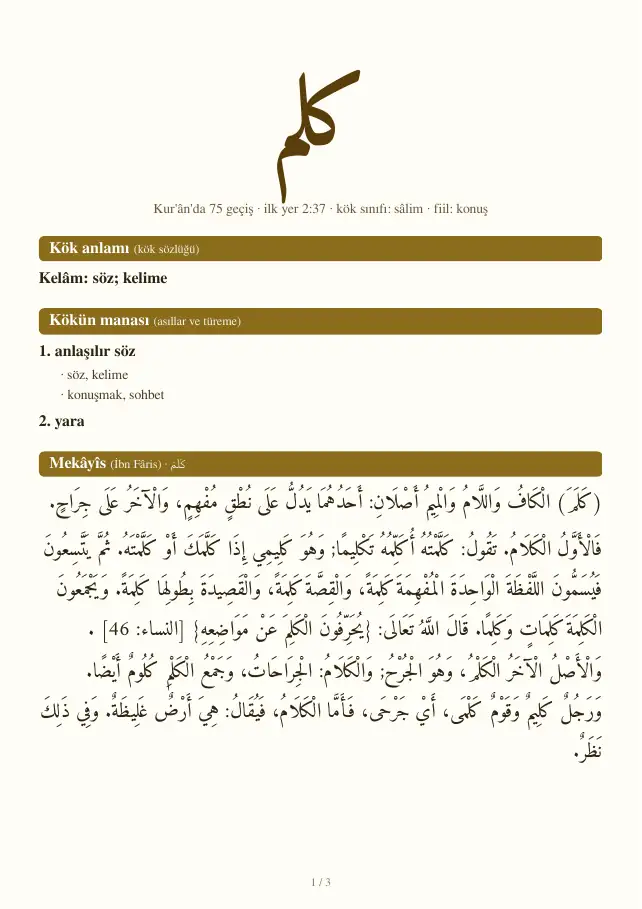 كلم
Kur'ân'da 75 geçiş · ilk yer 2:37 · kök sınıfı: sâlim · fiil: konuş
Kök anlamı (kök sözlüğü)
Kelâm: söz; kelime
Kökün manası (asıllar ve türeme)
1. anlaşılır söz
· söz, kelime
· konuşmak, sohbet
2. yara
Mekâyîs (İbn Fâris) · كَلَمَ
(كَلَمَ) الْكَافُ وَاللَّامُ وَالْمِيمُ أَصْلَانِ: أَحَدُهُمَا يَدُلُّ عَلَى نُطْقٍ مُفْهِمٍ، وَالْآخَرُ عَلَى جِرَاحٍ.
فَالْأَوَّلُ الْكَلَامُ. تَقُولُ: كَلَّمْتُهُ أُكَلِّمُهُ تَكْلِيمًا; وَهُوَ كَلِيمِي إِذَا كَلَّمَكَ أَوْ كَلَّمْتَهُ. ثُمَّ يَتَّسِعُونَ
فَيُسَمُّونَ اللَّفْظَةَ الْوَاحِدَةَ الْمُفْهِمَةَ كَلِمَةً، وَالْقِصَّةَ كَلِمَةً، وَالْقَصِيدَةَ بِطُولِهَا كَلِمَةً. وَيَجْمَعُونَ
الْكَلِمَةَ كَلِمَاتٍ وَكَلِمًا. قَالَ اللَّهُ تَعَالَى: {يُحَرِّفُونَ الْكَلِمَ عَنْ مَوَاضِعِهِ} [النساء: 46] .
وَالْأَصْلُ الْآخَرُ الْكَلْمُ، وَهُوَ الْجُرْحُ; وَالْكَلَامُ: الْجِرَاحَاتُ، وَجَمْعُ الْكَلْمِ كُلُومٌ أَيْضًا.
وَرَجُلٌ كَلِيمٌ وَقَوْمٌ كَلْمَى، أَيْ جَرْحَى، فَأَمَّا الْكَلَامُ، فَيُقَالُ: هِيَ أَرْضٌ غَلِيظَةٌ. وَفِي ذَلِكَ
نَظَرٌ.
1 / 3